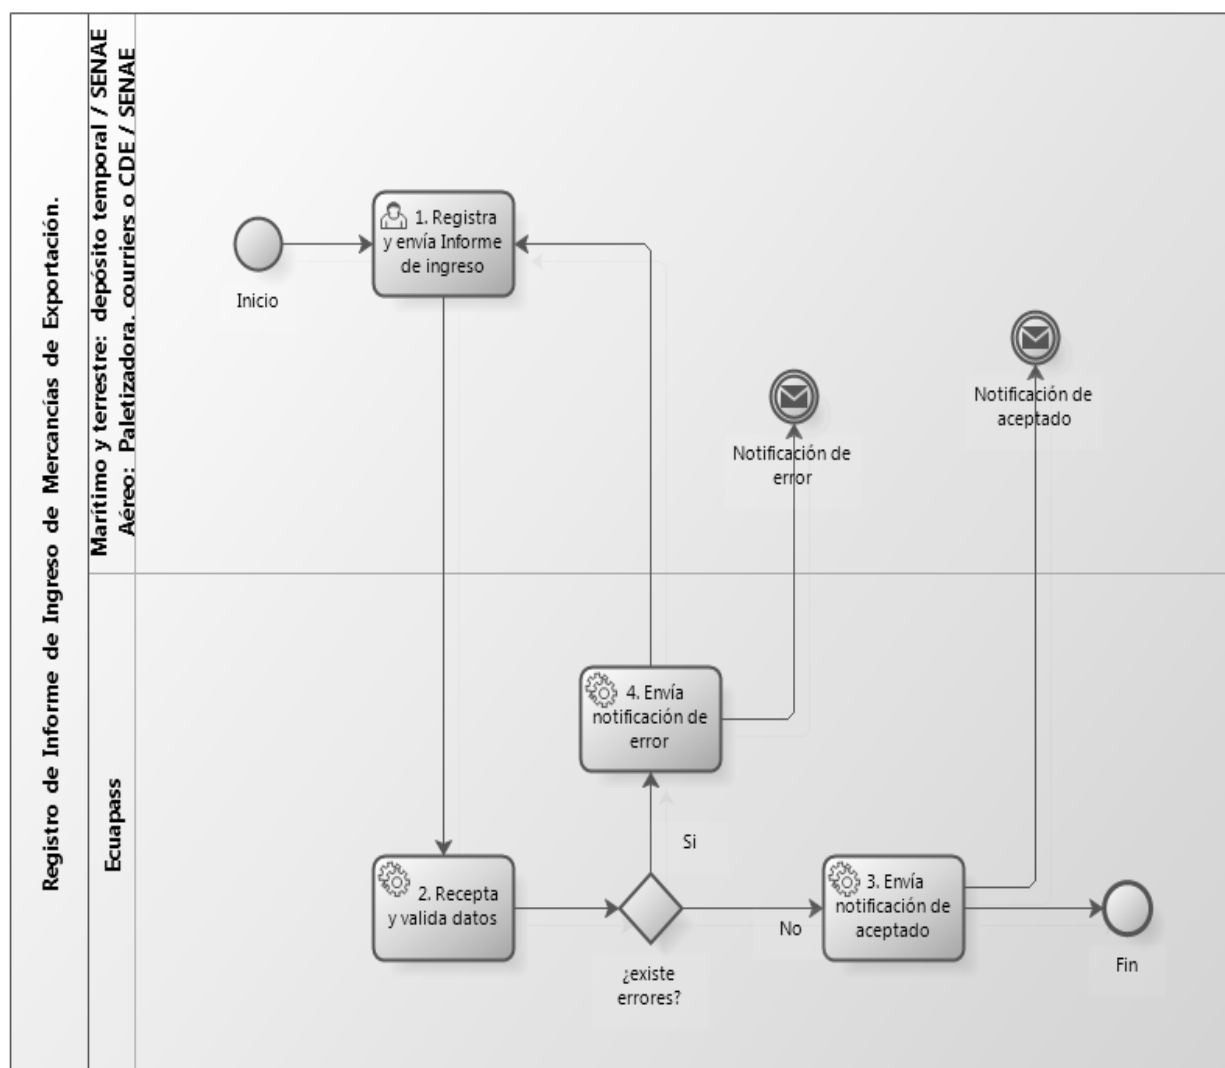 Registro de Informe de Ingreso de Mercancías de Exportación.
Marítimo y terrestre: depósito temporal / SENAE
Aéreo: Paletizadora, courriers o CDE / SENAE
Inicio
1. Registra
y envía Informe
de ingreso
Notificación de
error
Notificación de
aceptado
Ecuapass
4. Envía
notificación de
error
Si
2. Recepta
y valida datos
¿existe
errores?
No
3. Envía
notificación de
aceptado
Fin